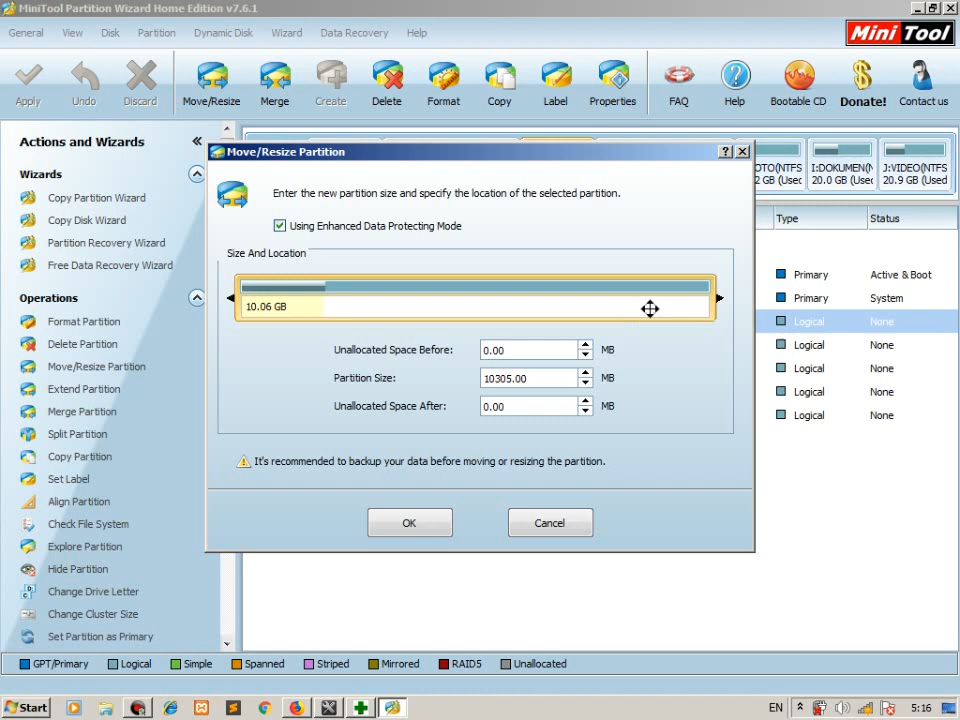 MiniTool Partition Wizard Home Edition v7.6.1
General View Disk Partition Dynamic Disk Wizard Data Recovery Help
Mini Tool
Apply Undo Discard Move/Resize Merge Create Delete Format Copy Label Properties FAQ Help Bootable CD Donate! Contact us
Actions and Wizards
Wizards
Copy Partition Wizard
Copy Disk Wizard
Partition Recovery Wizard
Free Data Recovery Wizard
Operations
Format Partition
Delete Partition
Move/Resize Partition
Extend Partition
Merge Partition
Split Partition
Copy Partition
Set Label
Align Partition
Check File System
Explore Partition
Hide Partition
Change Drive Letter
Change Cluster Size
Set Partition as Primary
Move/Resize Partition
Enter the new partition size and specify the location of the selected partition.
Using Enhanced Data Protecting Mode
Size And Location
10.06 GB
Unallocated Space Before: 0.00 MB
Partition Size: 10305.00 MB
Unallocated Space After: 0.00 MB
It's recommended to backup your data before moving or resizing the partition.
OK Cancel
OTO(NTFS I:DOKUMEN(N J:VIDEO(NTFS
2 GB (Usec 20.0 GB (Usec 20.9 GB (Used
Type Status
Primary Active & Boot
Primary System
Logical None
Logical None
Logical None
Logical None
Logical None
GPT/Primary Logical Simple Spanned Striped Mirrored RAID5 Unallocated
Start EN 5:16